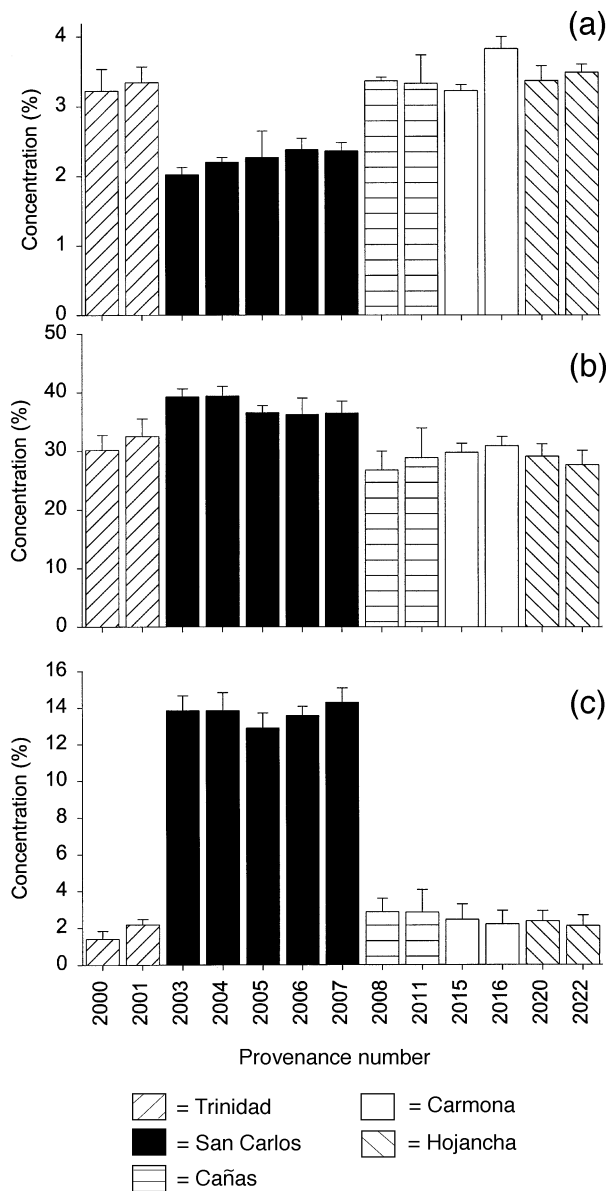 (a)
Concentration (%)
4
3
2
1
0
(b)
Concentration (%)
50
40
30
20
10
0
(c)
Concentration (%)
16
14
12
10
8
6
4
2
0
2000 2001 2003 2004 2005 2006 2007 2008 2011 2015 2016 2020 2022
Provenance number
= Trinidad
= San Carlos
= Cañas
= Carmona
= Hojancha